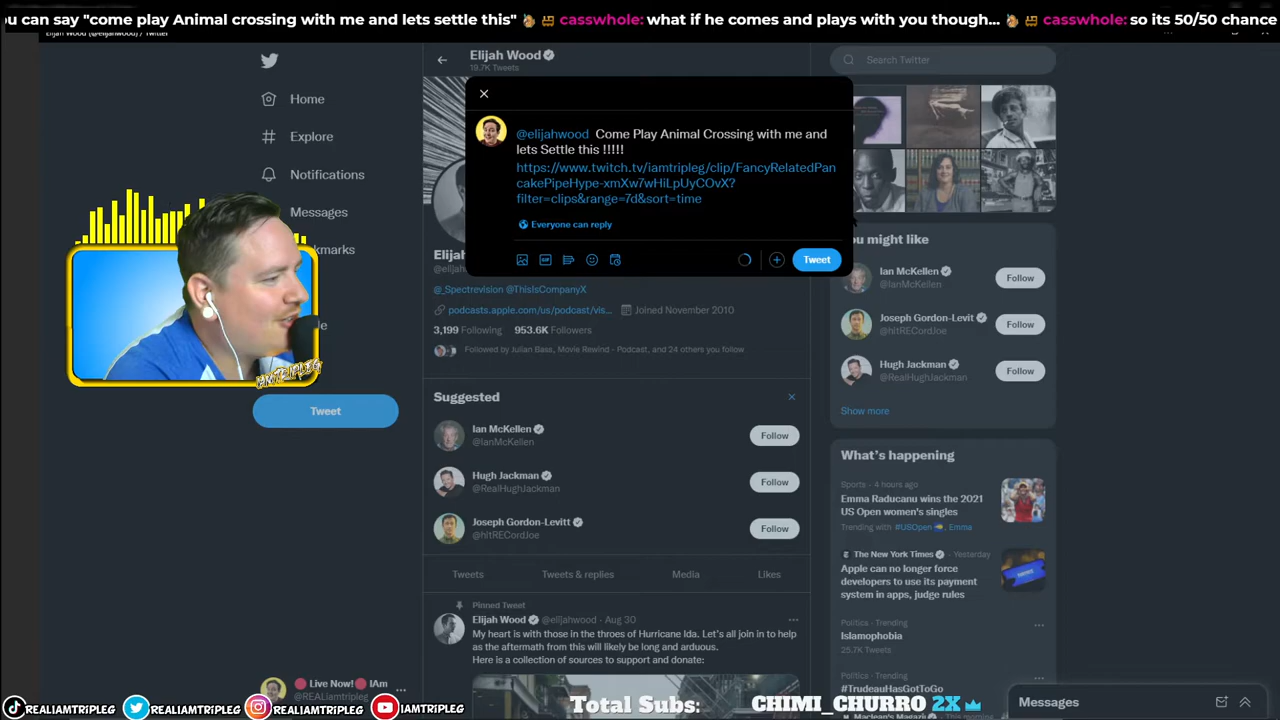 ou can say "come play Animal crossing with me and lets settle this" casswhole: what if he comes and plays with you though... casswhole: so its 50/50 chance
Elijah Wood (@elijahwood) / Twitter
Home
Explore
Notifications
Messages
kmarks
Tweet
Live Now! IAm
@REALiamtripleg
Elijah Wood
19.7K Tweets
@elijahwood Come Play Animal Crossing with me and
lets Settle this !!!!!
https://www.twitch.tv/iamtripleg/clip/FancyRelatedPan
cakePipeHype-xmXw7wHiLpUyCOvX?
filter=clips&range=7d&sort=time
Everyone can reply
Tweet
Elija
@elija
@_Spectrevision @ThisIsCompanyX
podcasts.apple.com/us/podcast/vis... Joined November 2010
3,199 Following 953.6K Followers
Followed by Julian Bass, Movie Rewind - Podcast, and 24 others you follow
Suggested
Ian McKellen
@IanMcKellen
Follow
Hugh Jackman
@RealHughJackman
Follow
Joseph Gordon-Levitt
@hitRECordJoe
Follow
Tweets Tweets & replies Media Likes
Pinned Tweet
Elijah Wood @elijahwood · Aug 30
My heart is with those in the throes of Hurricane Ida. Let's all join in to help
as the aftermath from this will likely be long and arduous.
Here is a collection of sources to support and donate:
Search Twitter
ou might like
Ian McKellen
@IanMcKellen
Follow
Joseph Gordon-Levit
@hitRECordJoe
Follow
Hugh Jackman
@RealHughJackman
Follow
Show more
What's happening
Sports · 4 hours ago
Emma Raducanu wins the 2021
US Open women's singles
Trending with #USOpen , Emma
The New York Times · Yesterday
Apple can no longer force
developers to use its payment
system in apps, judge rules
Politics · Trending
Islamophobia
25.7K Tweets
Politics · Trending
#TrudeauHasGotToGo
Maclean's Magazi
Messages
IAMTRIPLEG
REALIAMTRIPLEG REALIAMTRIPLEG REALIAMTRIPLEG IAMTRIPLEG
Total Subs: CHIMI_CHURRO 2X